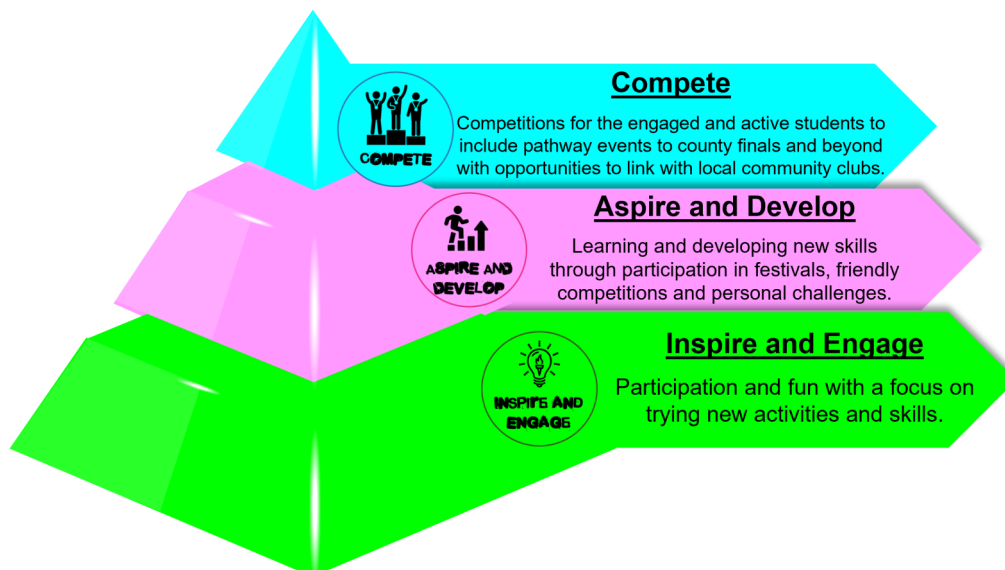 Compete
Competitions for the engaged and active students to
include pathway events to county finals and beyond
with opportunities to link with local community clubs.
COMPETE
Aspire and Develop
Learning and developing new skills
through participation in festivals, friendly
competitions and personal challenges.
ASPIRE AND
DEVELOP
Inspire and Engage
Participation and fun with a focus on
trying new activities and skills.
INSPIRE AND
ENGAGE